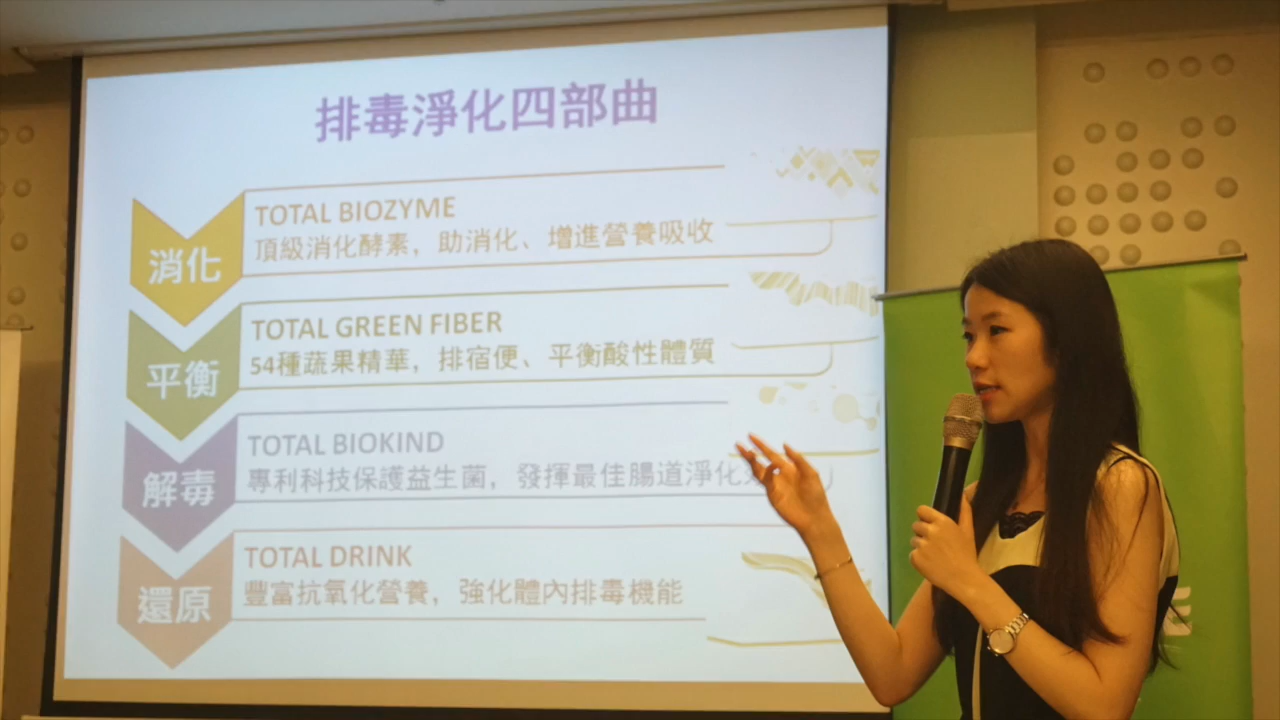 排毒淨化四部曲
消化
TOTAL BIOZYME
頂級消化酵素，助消化、增進營養吸收
平衡
TOTAL GREEN FIBER
54種蔬果精華，排宿便、平衡酸性體質
解毒
TOTAL BIOKIND
專利科技保護益生菌，發揮最佳腸道淨化
還原
TOTAL DRINK
豐富抗氧化營養，強化體內排毒機能